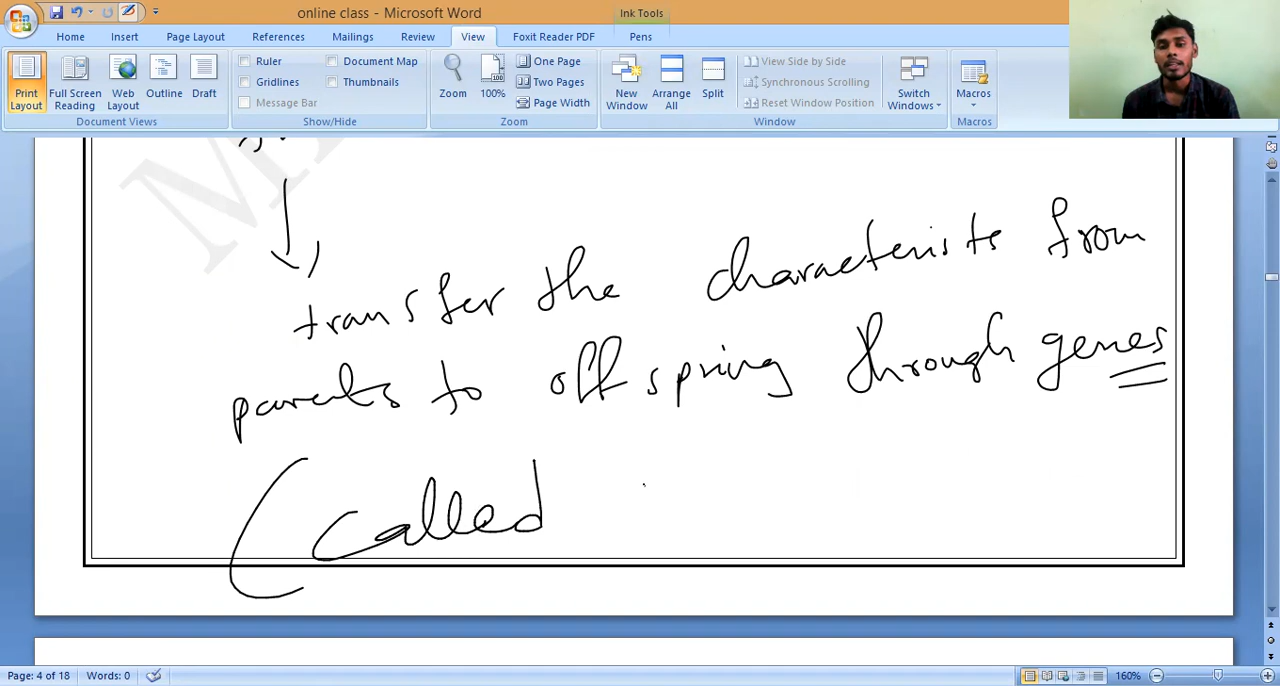 online class - Microsoft Word
Ink Tools
Home Insert Page Layout References Mailings Review View Foxit Reader PDF Pens
Print Layout
Full Screen Reading
Web Layout
Outline
Draft
Document Views
Ruler
Gridlines
Message Bar
Document Map
Thumbnails
Show/Hide
Zoom
100%
One Page
Two Pages
Page Width
Zoom
New Window
Arrange All
Split
View Side by Side
Synchronous Scrolling
Reset Window Position
Switch Windows
Window
Macros
Macros
transfer the characterists from
parents to offspring through genes
(called
Page: 4 of 18 Words: 0 160%